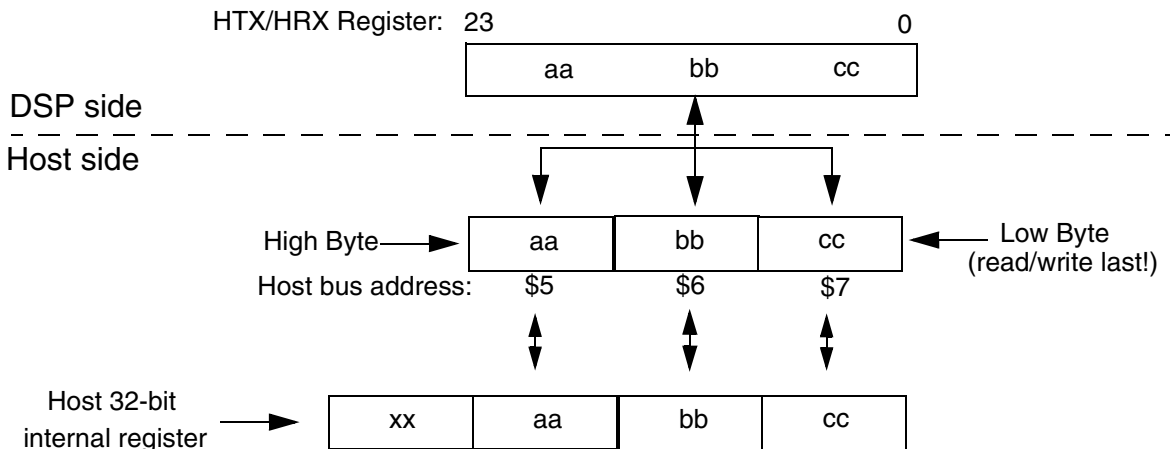 HTX/HRX Register: 23 0
aa bb cc
DSP side
Host side
High Byte aa bb cc Low Byte
(read/write last!)
Host bus address: $5 $6 $7
Host 32-bit
internal register
xx aa bb cc